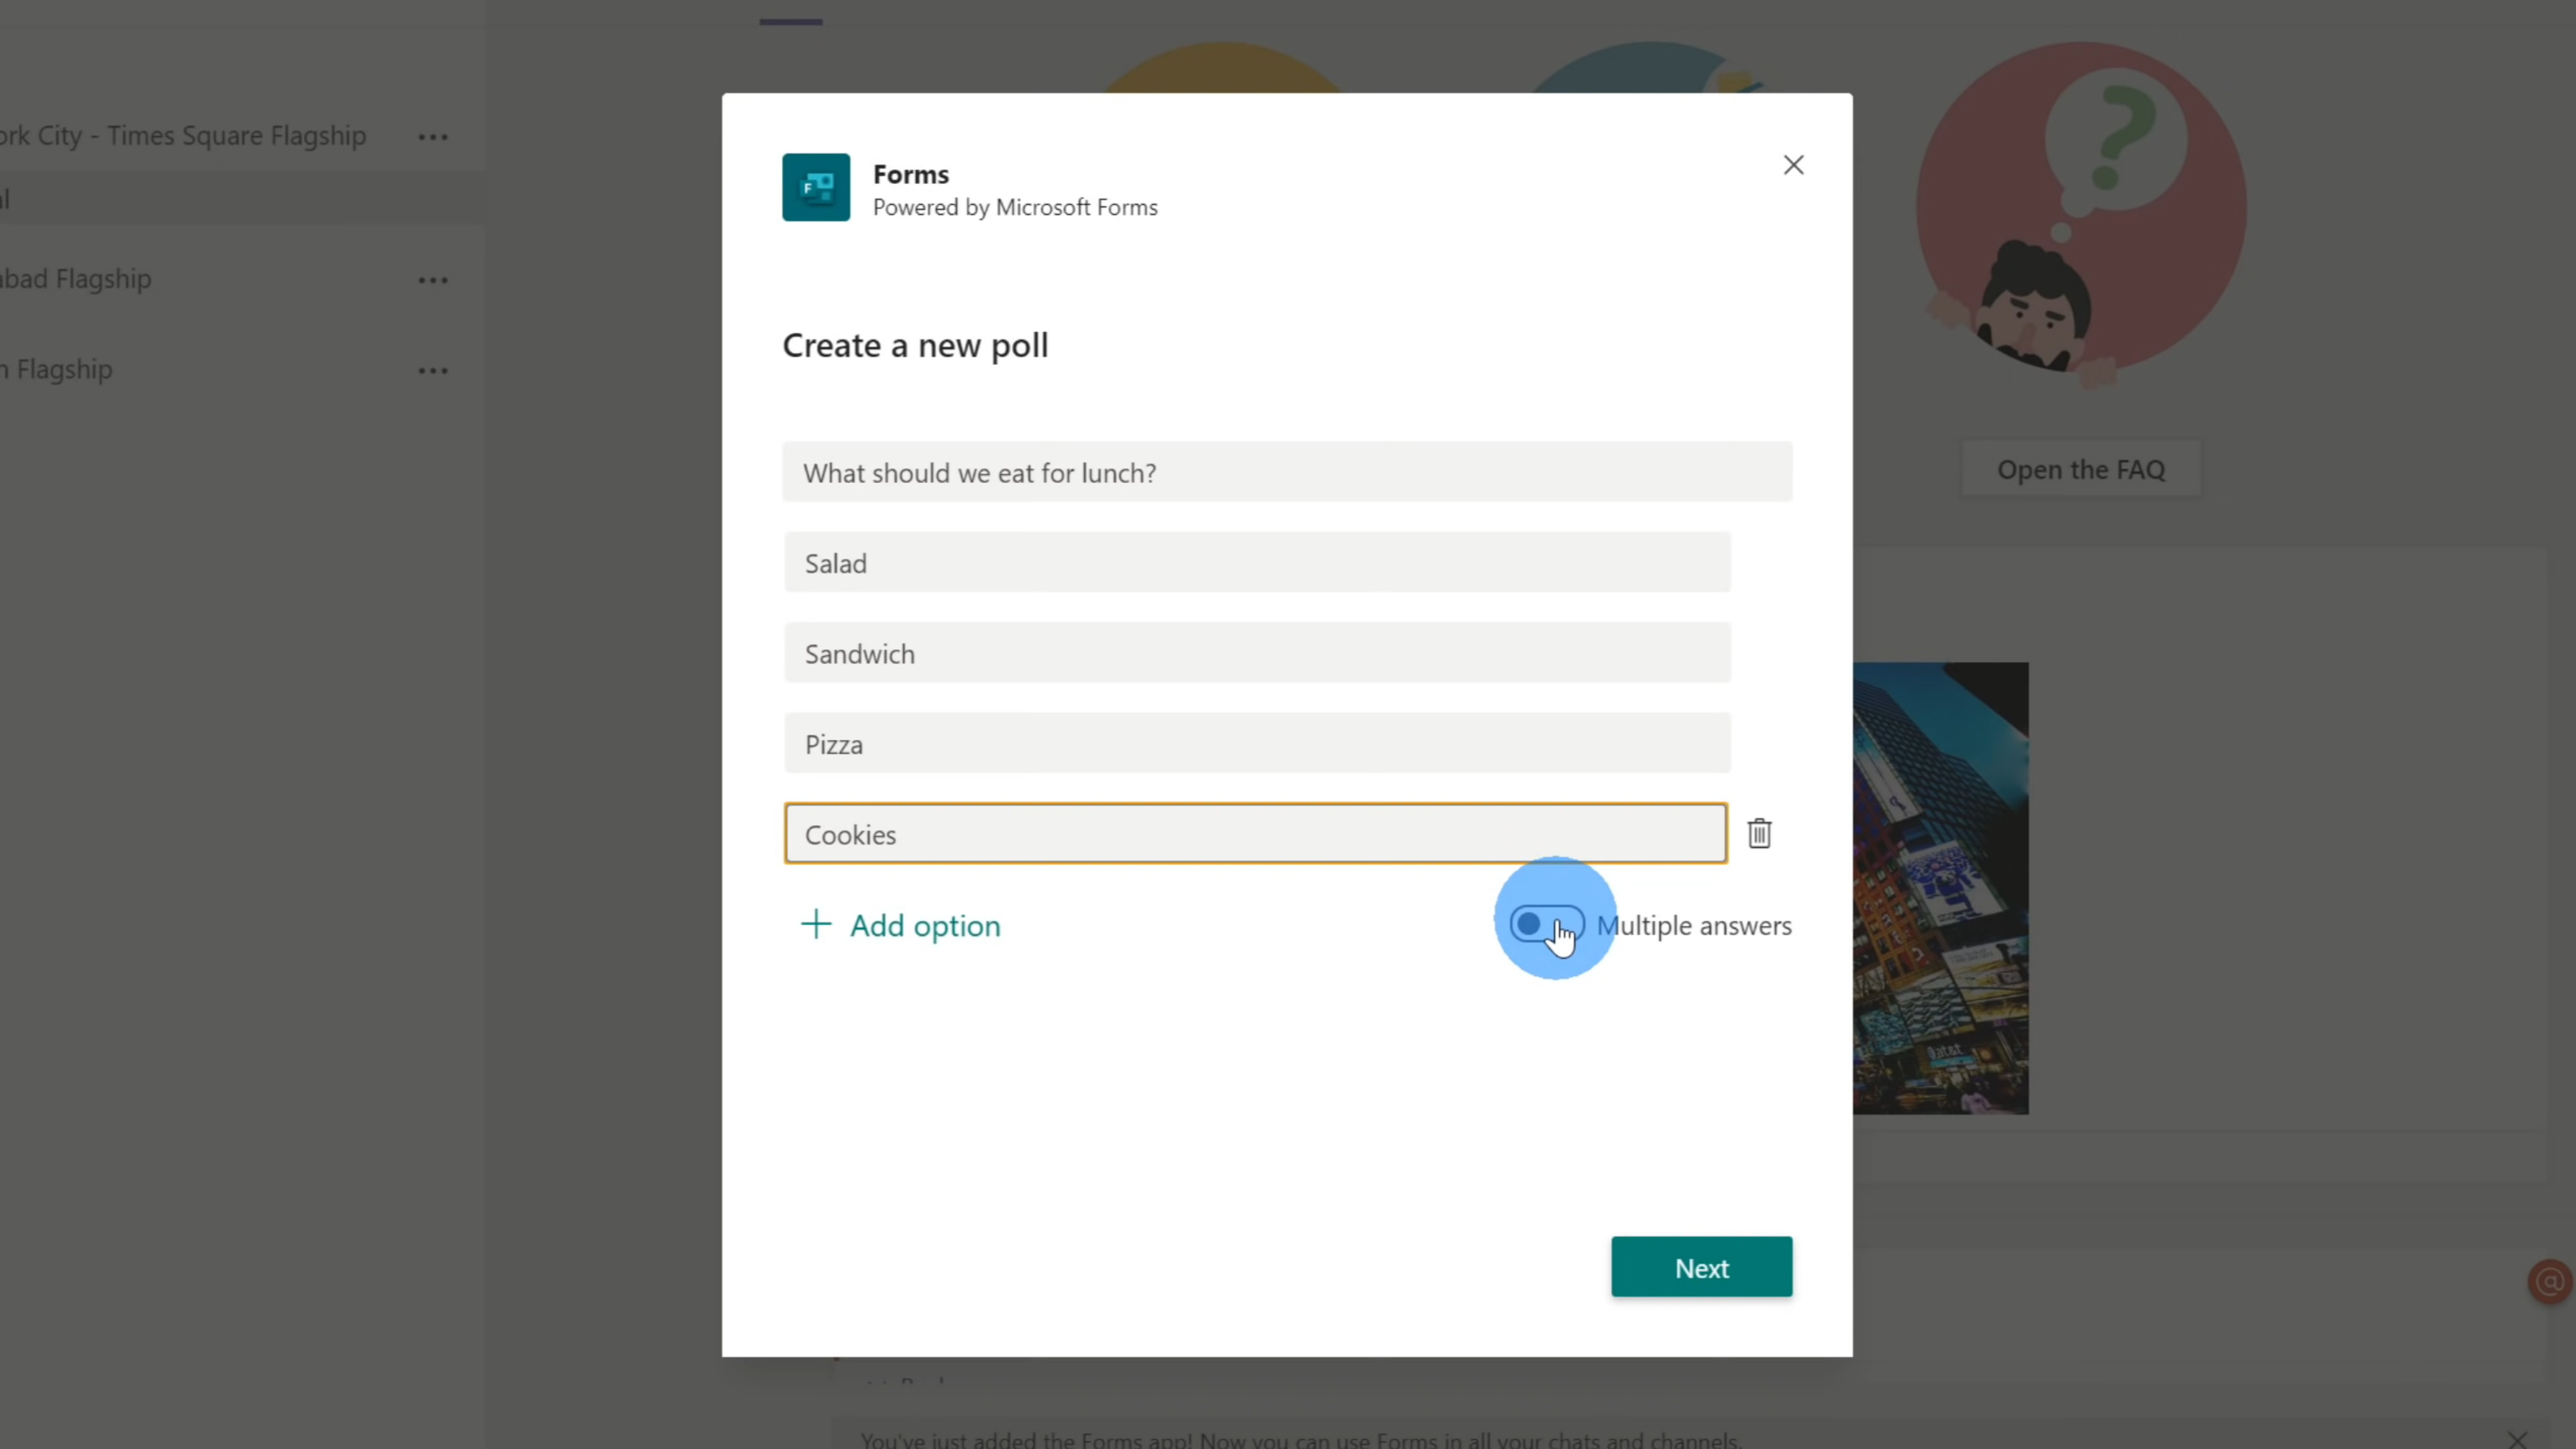 City - Times Square Flagship
Flagship
Flagship
Forms
Powered by Microsoft Forms
Create a new poll
What should we eat for lunch?
Salad
Sandwich
Pizza
Cookies
Add option
Multiple answers
Next
Open the FAQ
You've just added the Forms app! Now you can use Forms in all your chats and channels.